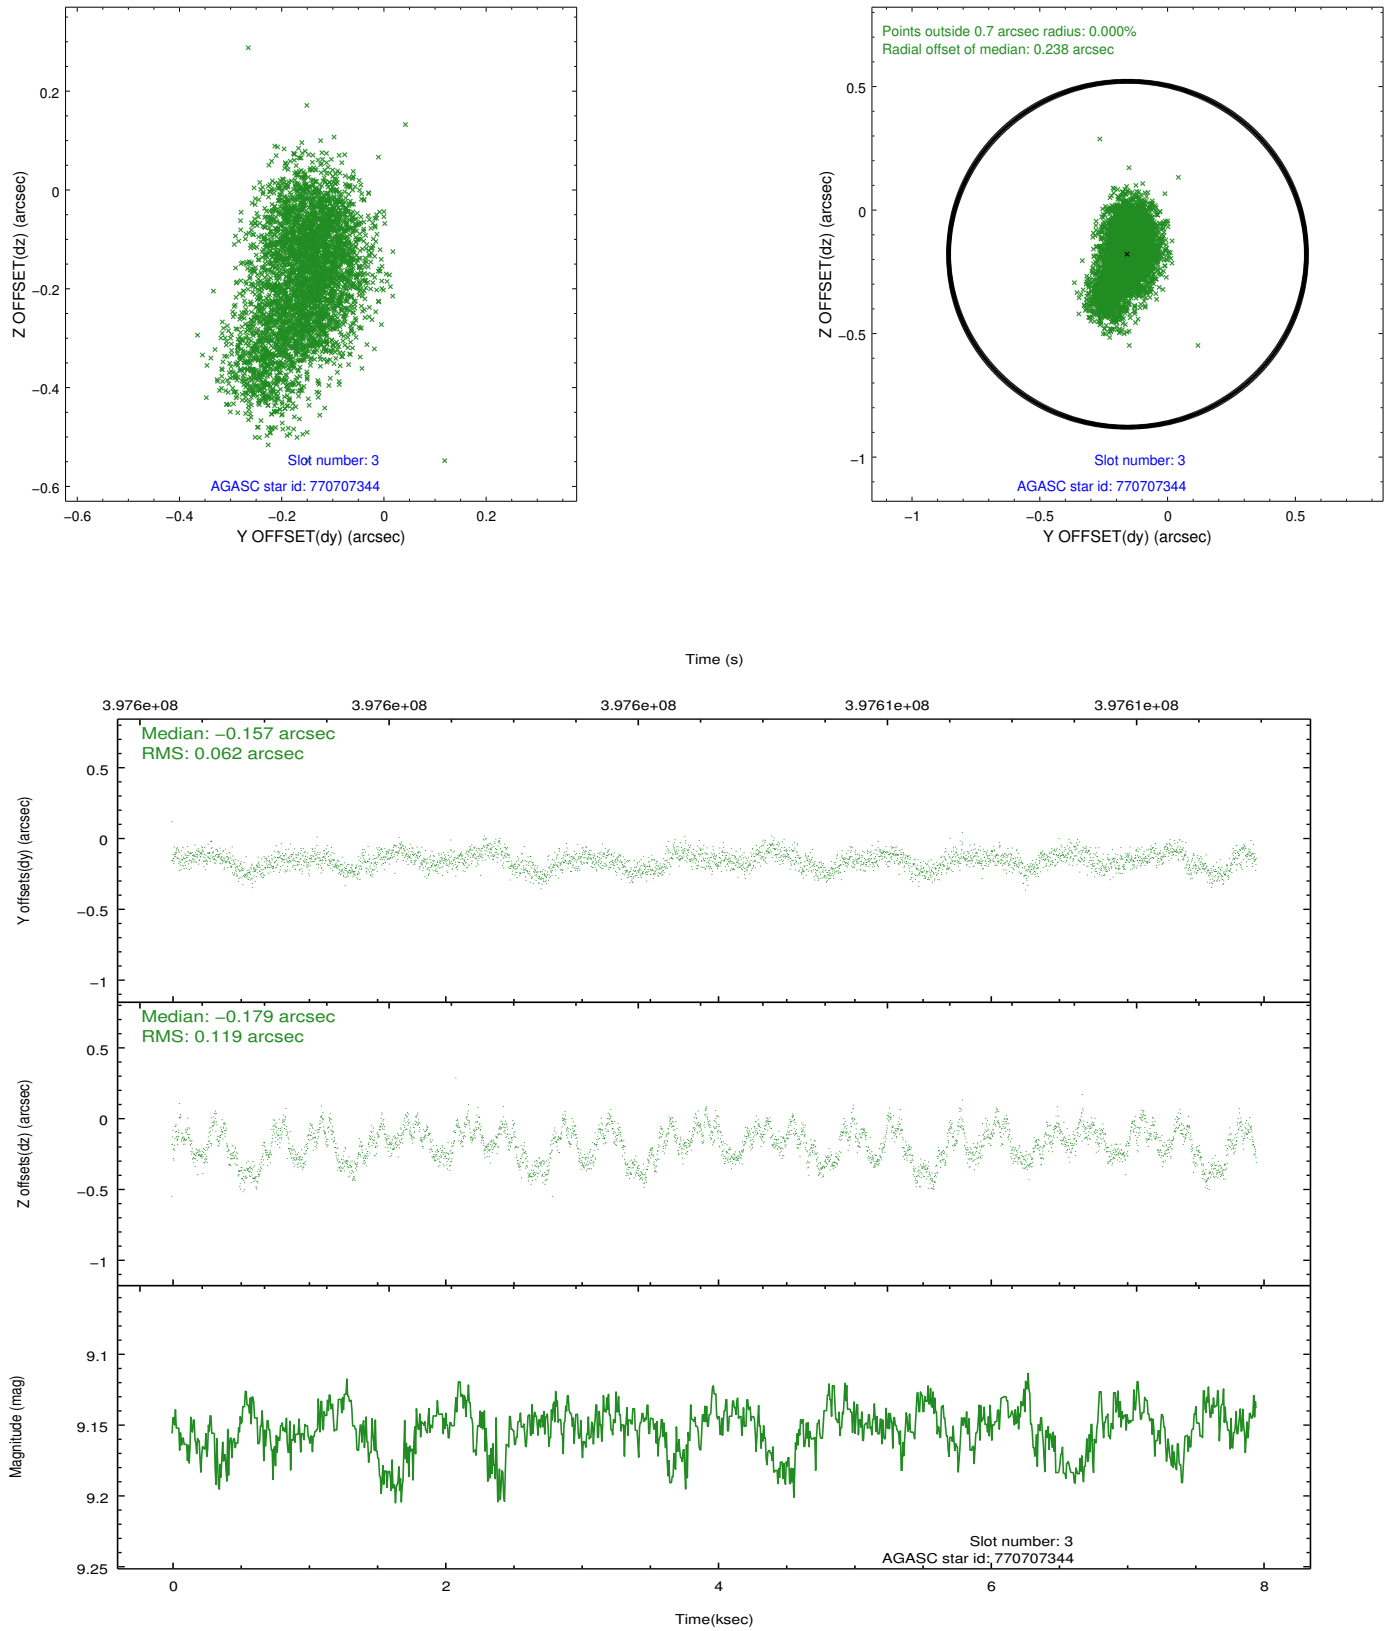 0.2
0
−0.2
−0.4
−0.6
−0.6
−0.4
−0.2
0
0.2
Z OFFSET(dz) (arcsec)
Y OFFSET(dy) (arcsec)
Slot number: 3
AGASC star id: 770707344
Points outside 0.7 arcsec radius: 0.000%
Radial offset of median: 0.238 arcsec
0.5
0
−0.5
−1
−1
−0.5
0
0.5
Z OFFSET(dz) (arcsec)
Y OFFSET(dy) (arcsec)
Slot number: 3
AGASC star id: 770707344
Time (s)
3.976e+08
3.976e+08
3.976e+08
3.9761e+08
3.9761e+08
Median: −0.157 arcsec
RMS: 0.062 arcsec
0.5
0
−0.5
−1
Y offsets(dy) (arcsec)
Median: −0.179 arcsec
RMS: 0.119 arcsec
0.5
0
−0.5
−1
Z offsets(dz) (arcsec)
9.1
9.15
9.2
9.25
Magnitude (mag)
Slot number: 3
AGASC star id: 770707344
0
2
4
6
8
Time(ksec)